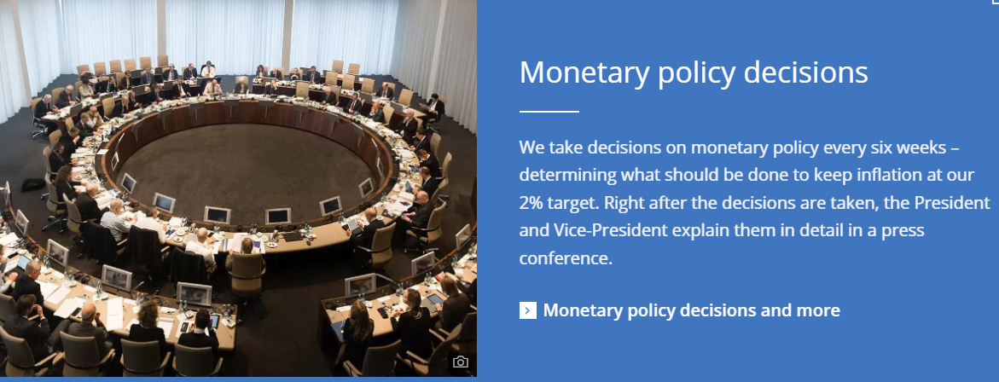 Monetary policy decisions
We take decisions on monetary policy every six weeks –
determining what should be done to keep inflation at our
2% target. Right after the decisions are taken, the President
and Vice-President explain them in detail in a press
conference.
Monetary policy decisions and more